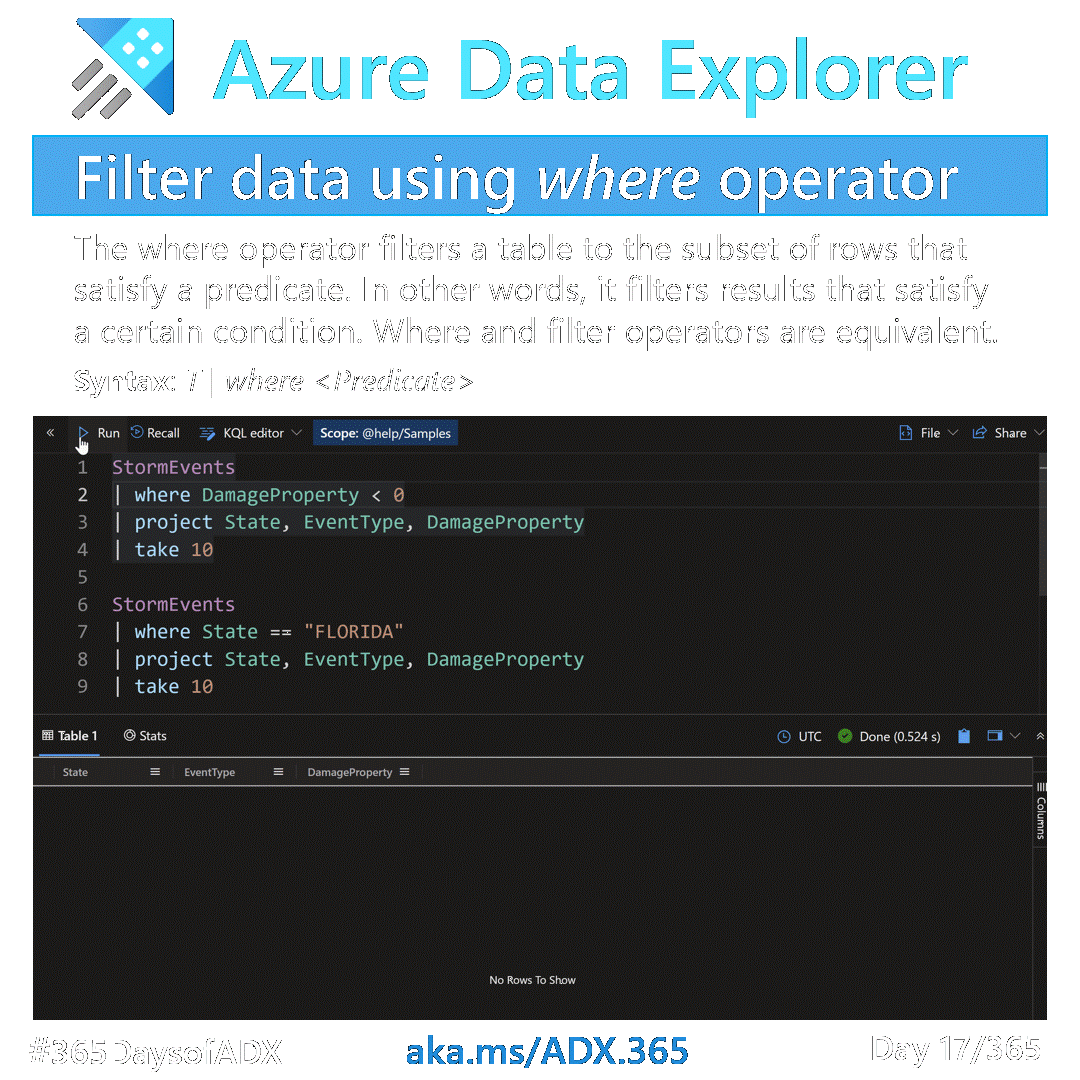 Azure Data Explorer
Filter data using where operator
The where operator filters a table to the subset of rows that
satisfy a predicate. In other words, it filters results that satisfy
a certain condition. Where and filter operators are equivalent.
Syntax: T | where <Predicate>
« Run Recall KQL editor Scope: @help/Samples File Share
1 StormEvents
2 | where DamageProperty < 0
3 | project State, EventType, DamageProperty
4 | take 10
5
6 StormEvents
7 | where State == "FLORIDA"
8 | project State, EventType, DamageProperty
9 | take 10
Table 1 Stats UTC Done (0.524 s)
State EventType DamageProperty
Columns
No Rows To Show
#365DaysofADX aka.ms/ADX.365 Day 17/365